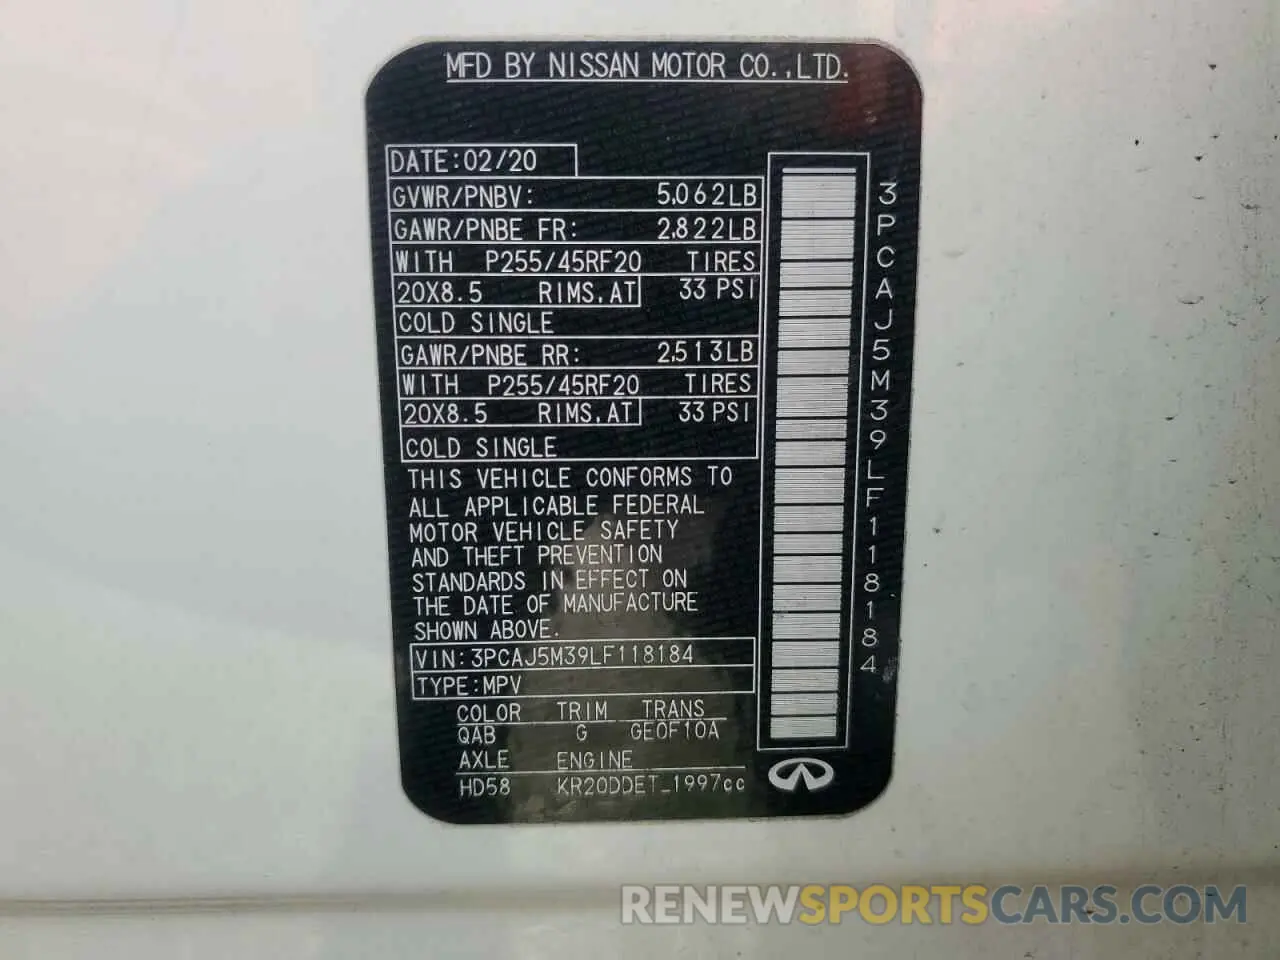 MFD BY NISSAN MOTOR CO.,LTD.
DATE:02/20
GVWR/PNBV: 5,062LB
GAWR/PNBE FR: 2,822LB
WITH P255/45RF20 TIRES
20X8.5 RIMS,AT 33 PSI
COLD SINGLE
GAWR/PNBE RR: 2,513LB
WITH P255/45RF20 TIRES
20X8.5 RIMS,AT 33 PSI
COLD SINGLE
THIS VEHICLE CONFORMS TO
ALL APPLICABLE FEDERAL
MOTOR VEHICLE SAFETY
AND THEFT PREVENTION
STANDARDS IN EFFECT ON
THE DATE OF MANUFACTURE
SHOWN ABOVE.
VIN:3PCAJ5M39LF118184
TYPE:MPV
COLOR TRIM TRANS
QAB G GE0F10A
AXLE ENGINE
HD58 KR20DDET_1997cc
3PCAJ5M39LF118184
RENEWSPORTSCARS.COM